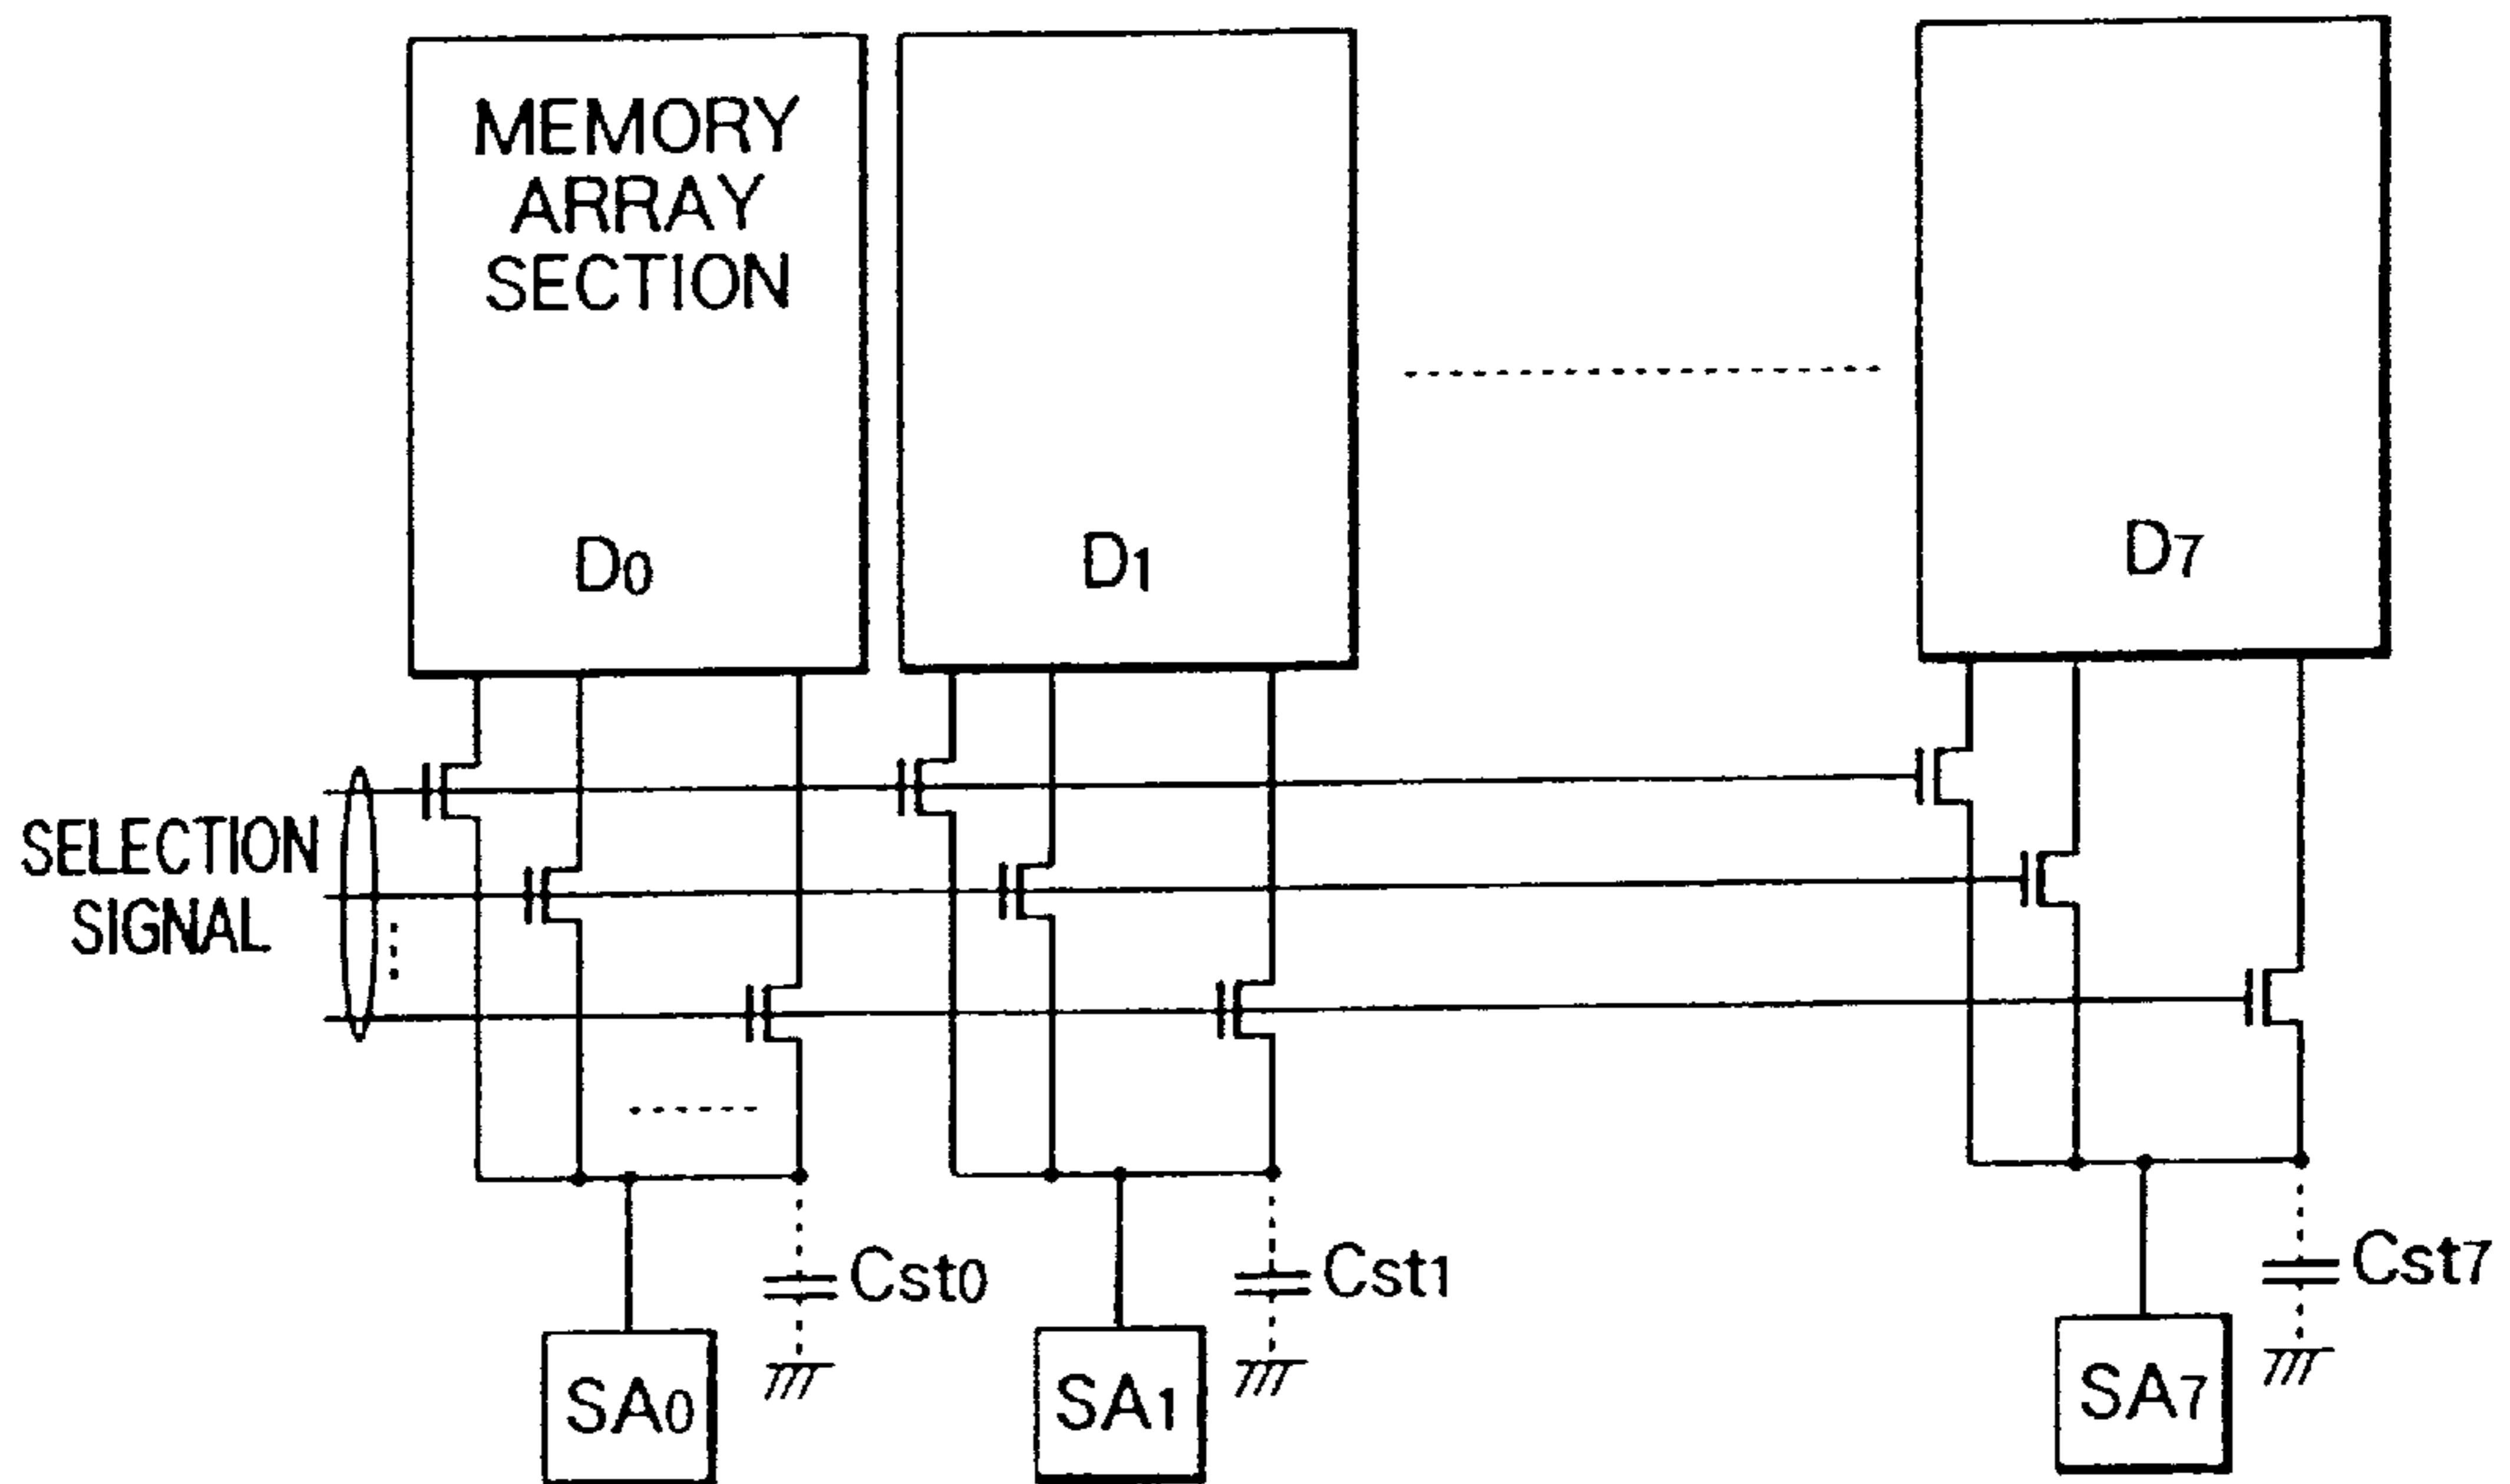 MEMORY
ARRAY
SECTION
D0
D1
D7
SELECTION
SIGNAL
Cst0
Cst1
Cst7
SA0
SA1
SA7